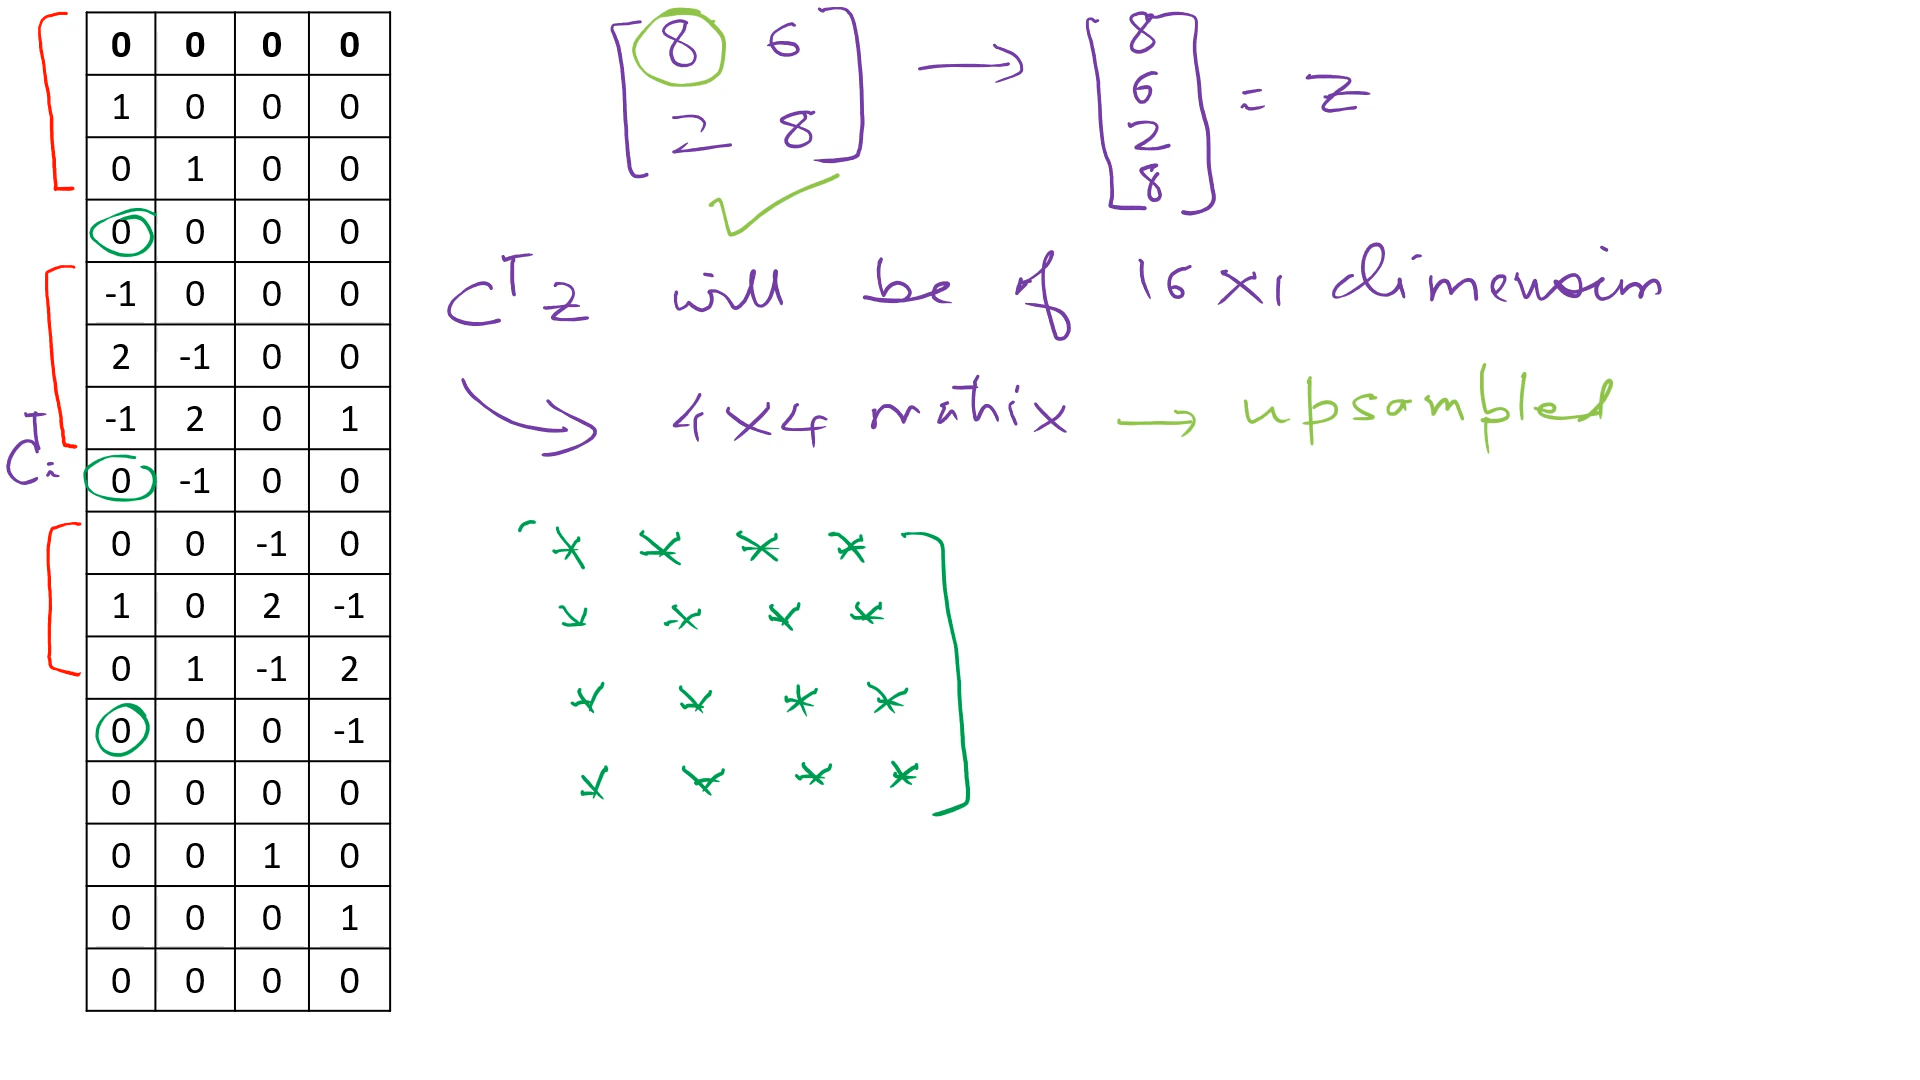 0 0 0 0
1 0 0 0
0 1 0 0
0 0 0 0
-1 0 0 0
2 -1 0 0
-1 2 0 1
0 -1 0 0
0 0 -1 0
1 0 2 -1
0 1 -1 2
0 0 0 -1
0 0 0 0
0 0 1 0
0 0 0 1
0 0 0 0
Cᵀ =
[8 6
2 8] →
[8
6
2
8] = Z
Cᵀ z will be of 16 x 1 dimension
4 x 4 matrix → upsampled
* * * *
* * * *
* * * *
* * * *